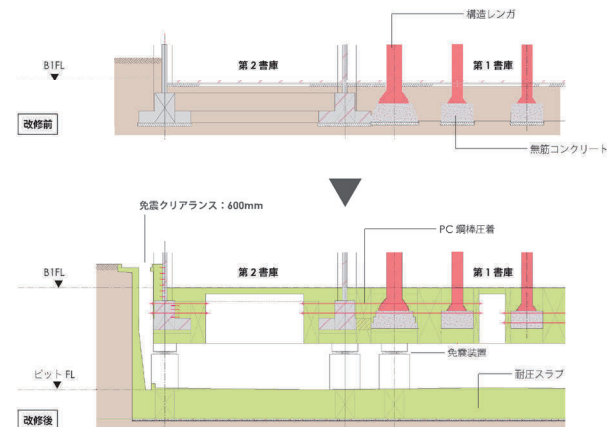 構造レンガ
B1FL
第2書庫
第1書庫
改修前
無筋コンクリート
免震クリアランス：600mm
PC 鋼棒圧着
B1FL
第2書庫
第1書庫
免震装置
ピット FL
耐圧スラブ
改修後